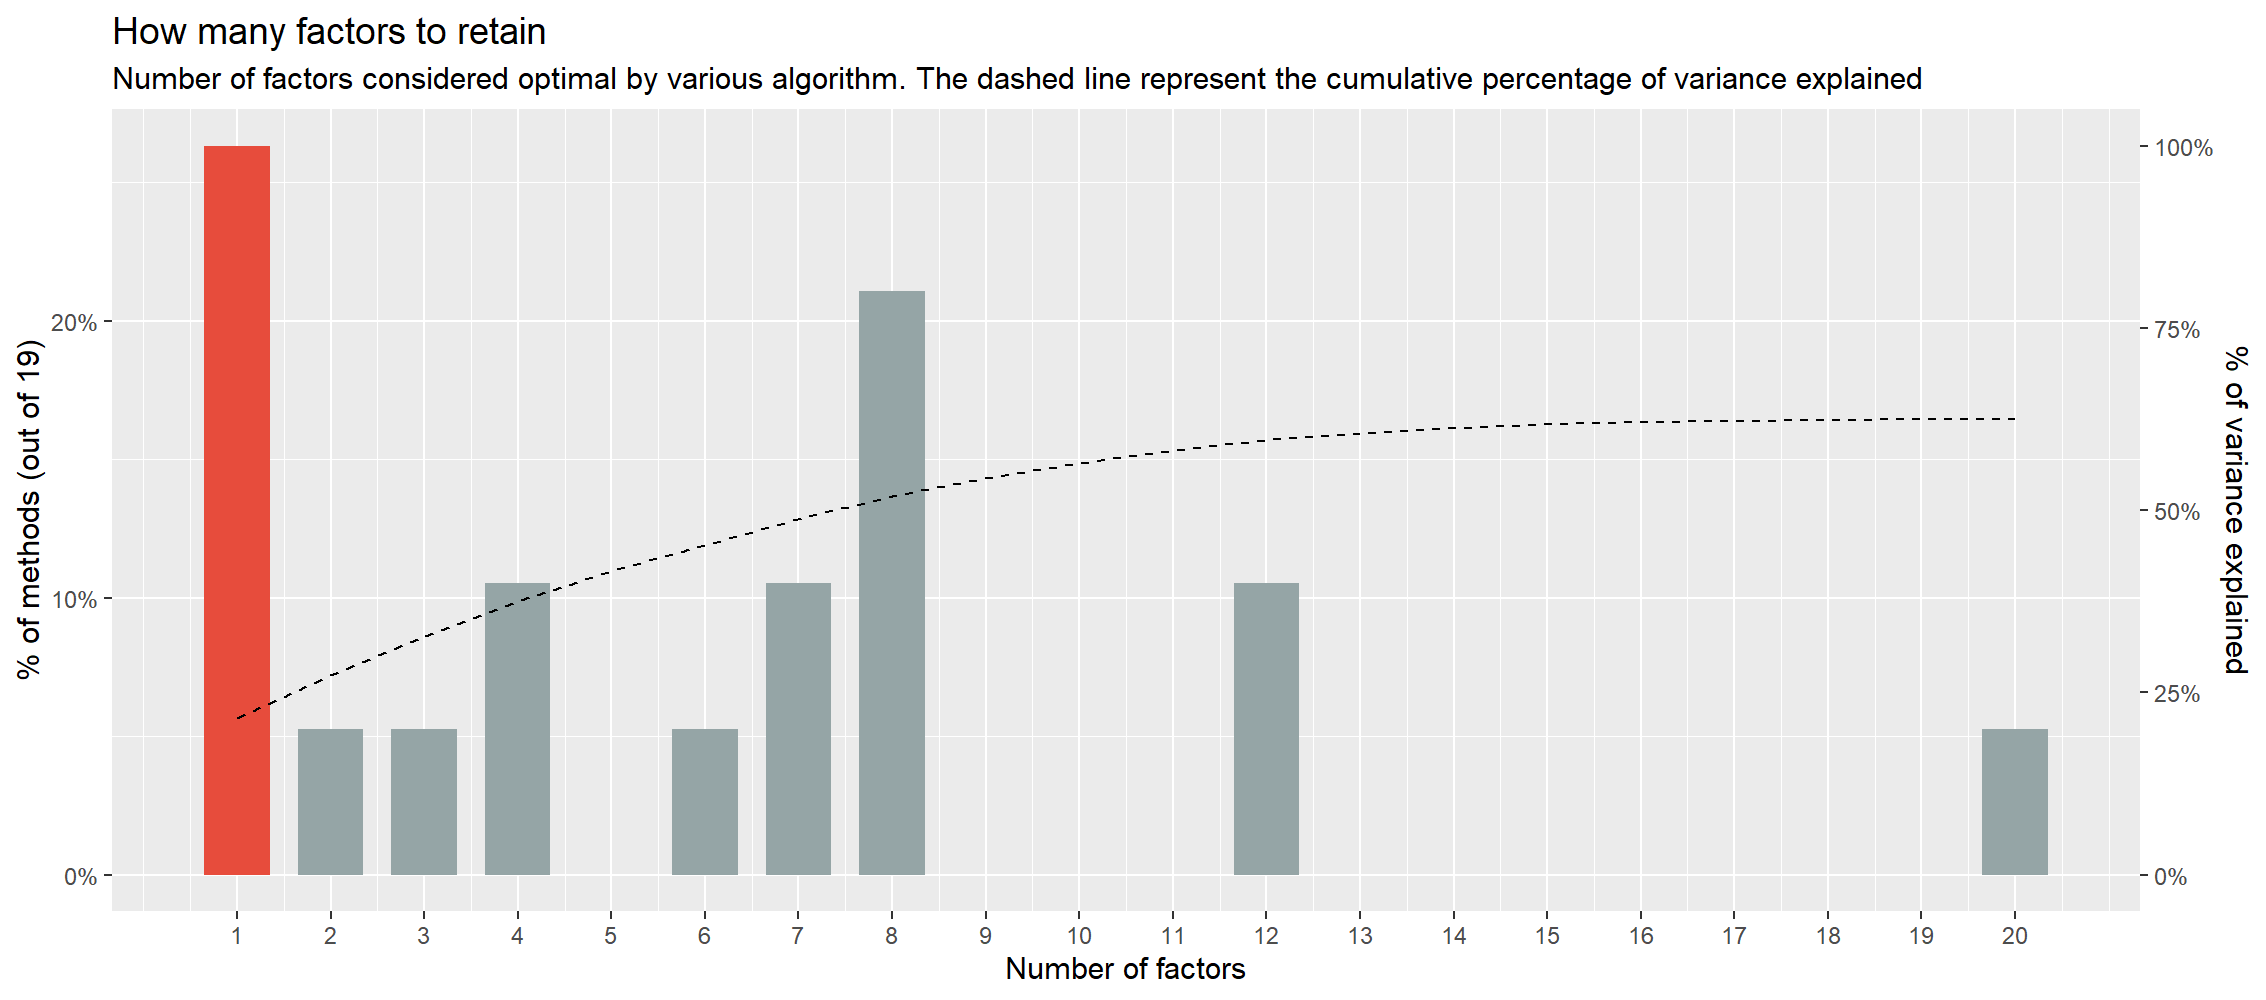 How many factors to retain
Number of factors considered optimal by various algorithm. The dashed line represent the cumulative percentage of variance explained
% of methods (out of 19)
20%
10%
0%
100%
75%
50%
25%
0%
% of variance explained
1 2 3 4 5 6 7 8 9 10 11 12 13 14 15 16 17 18 19 20
Number of factors